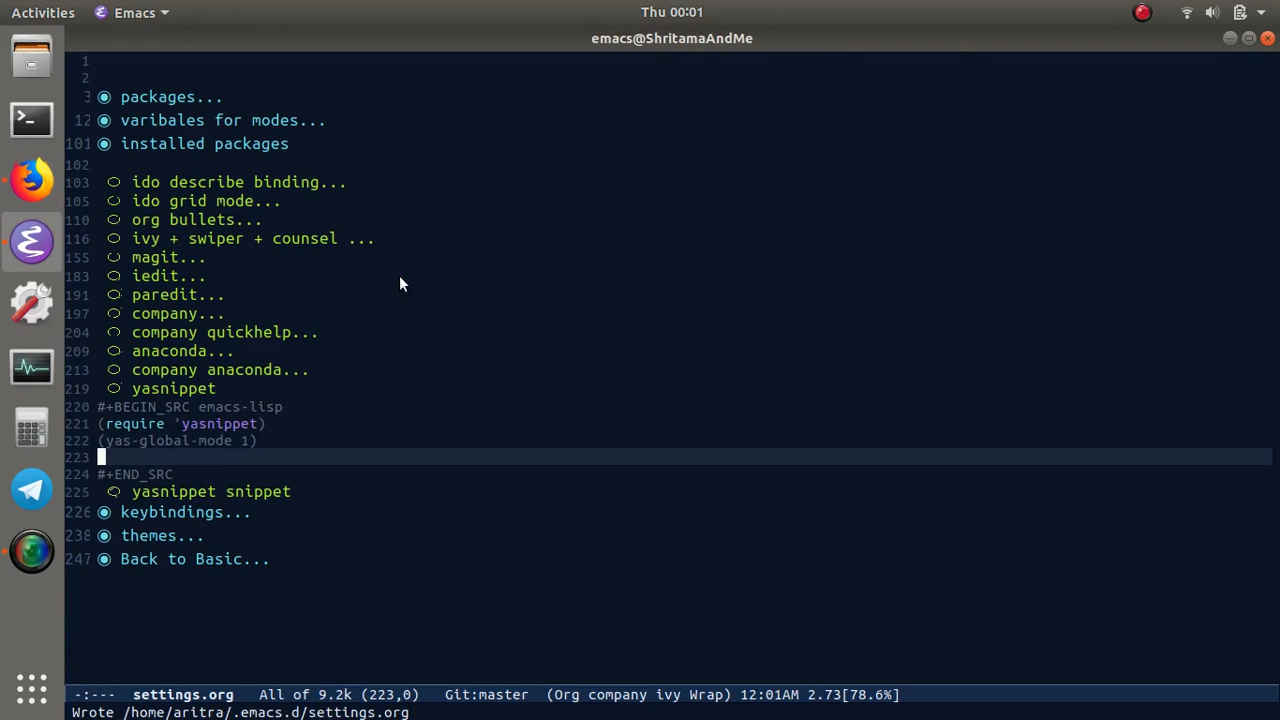 Activities Emacs Thu 00:01
emacs@ShritamaAndMe
1
2
3 packages...
12 varibales for modes...
101 installed packages
102
103 ido describe binding...
105 ido grid mode...
110 org bullets...
116 ivy + swiper + counsel ...
155 magit...
183 iedit...
191 paredit...
197 company...
204 company quickhelp...
209 anaconda...
213 company anaconda...
219 yasnippet
220 #+BEGIN_SRC emacs-lisp
221 (require 'yasnippet)
222 (yas-global-mode 1)
223
224 #+END_SRC
225 yasnippet snippet
226 keybindings...
238 themes...
247 Back to Basic...
-:--- settings.org All of 9.2k (223,0) Git:master (Org company ivy Wrap) 12:01AM 2.73[78.6%]
Wrote /home/aritra/.emacs.d/settings.org